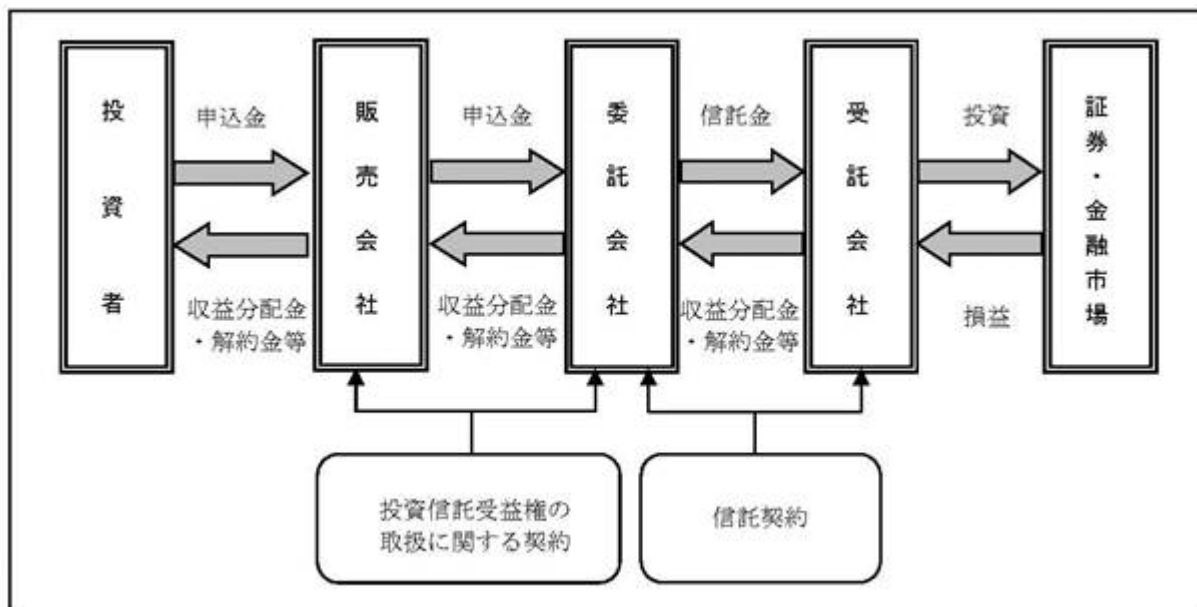 投資者
申込金
収益分配金
・解約金等
販売会社
申込金
収益分配金
・解約金等
委託会社
信託金
収益分配金
・解約金等
受託会社
投資
損益
証券・金融市場
投資信託受益権の
取扱に関する契約
信託契約